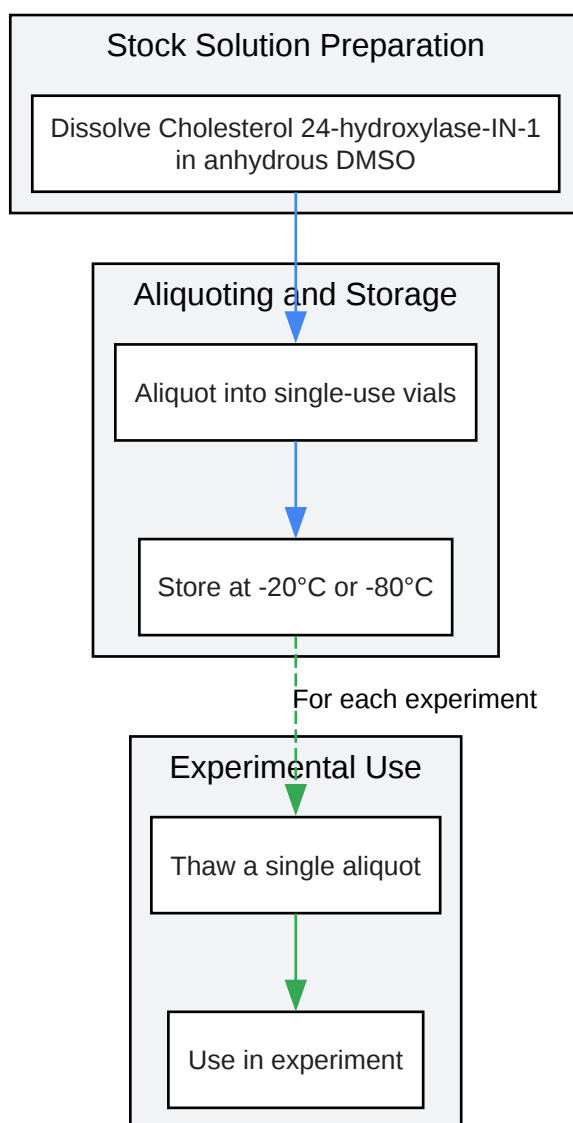 Stock Solution Preparation
Dissolve Cholesterol 24-hydroxylase-IN-1
in anhydrous DMSO
Aliquoting and Storage
Aliquot into single-use vials
Store at -20°C or -80°C
For each experiment
Experimental Use
Thaw a single aliquot
Use in experiment